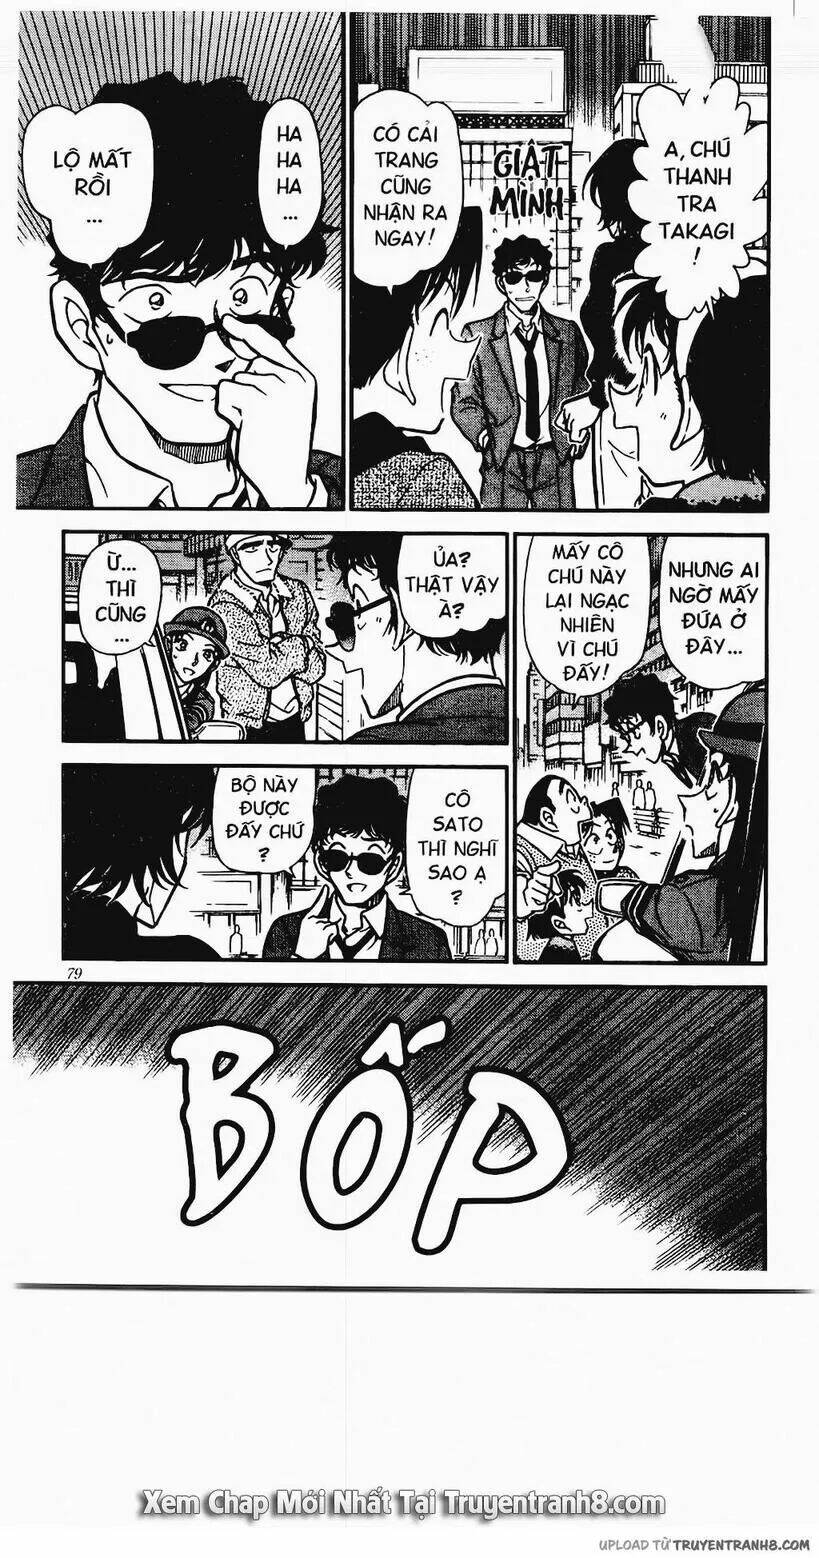 A, CHÚ
THANH
TRA
TAKAGI
!
GIẬT
MÌNH
CÓ CẢI
TRANG
CŨNG
NHẬN RA
NGAY!
HA
HA
HA
...
LỘ MẤT
RỒI
...
NHƯNG AI
NGỜ MẤY
ĐỨA Ở
ĐÂY...
MẤY CÔ
CHÚ NÀY
LẠI NGẠC
NHIÊN
VÌ CHÚ
ĐẤY!
ỦA?
THẬT VẬY
À?
Ừ...
THÌ
CŨNG
...
CÔ
SATO
THÌ NGHĨ
SAO Ạ
?
BỘ NÀY
ĐƯỢC
ĐẤY CHỨ
?
79
BỐP
Xem Chap Mới Nhất Tại Truyentranh8.com
UPLOAD TỪ TRUYENTRANH8.COM